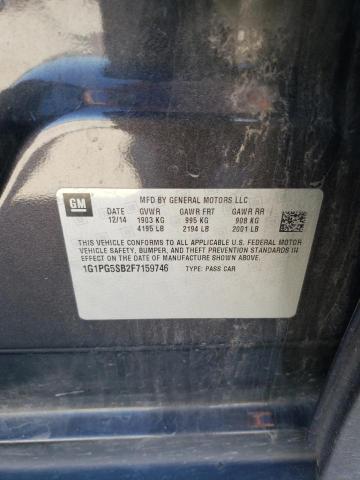 GM
MFD BY GENERAL MOTORS LLC
DATE GVWR GAWR FRT GAWR RR
12/14 1903 KG 995 KG 908 KG
4195 LB 2194 LB 2001 LB
THIS VEHICLE CONFORMS TO ALL APPLICABLE U.S. FEDERAL MOTOR
VEHICLE SAFETY, BUMPER, AND THEFT PREVENTION STANDARDS IN
EFFECT ON THE DATE OF MANUFACTURE SHOWN ABOVE.
1G1PG5SB2F7159746 TYPE: PASS CAR